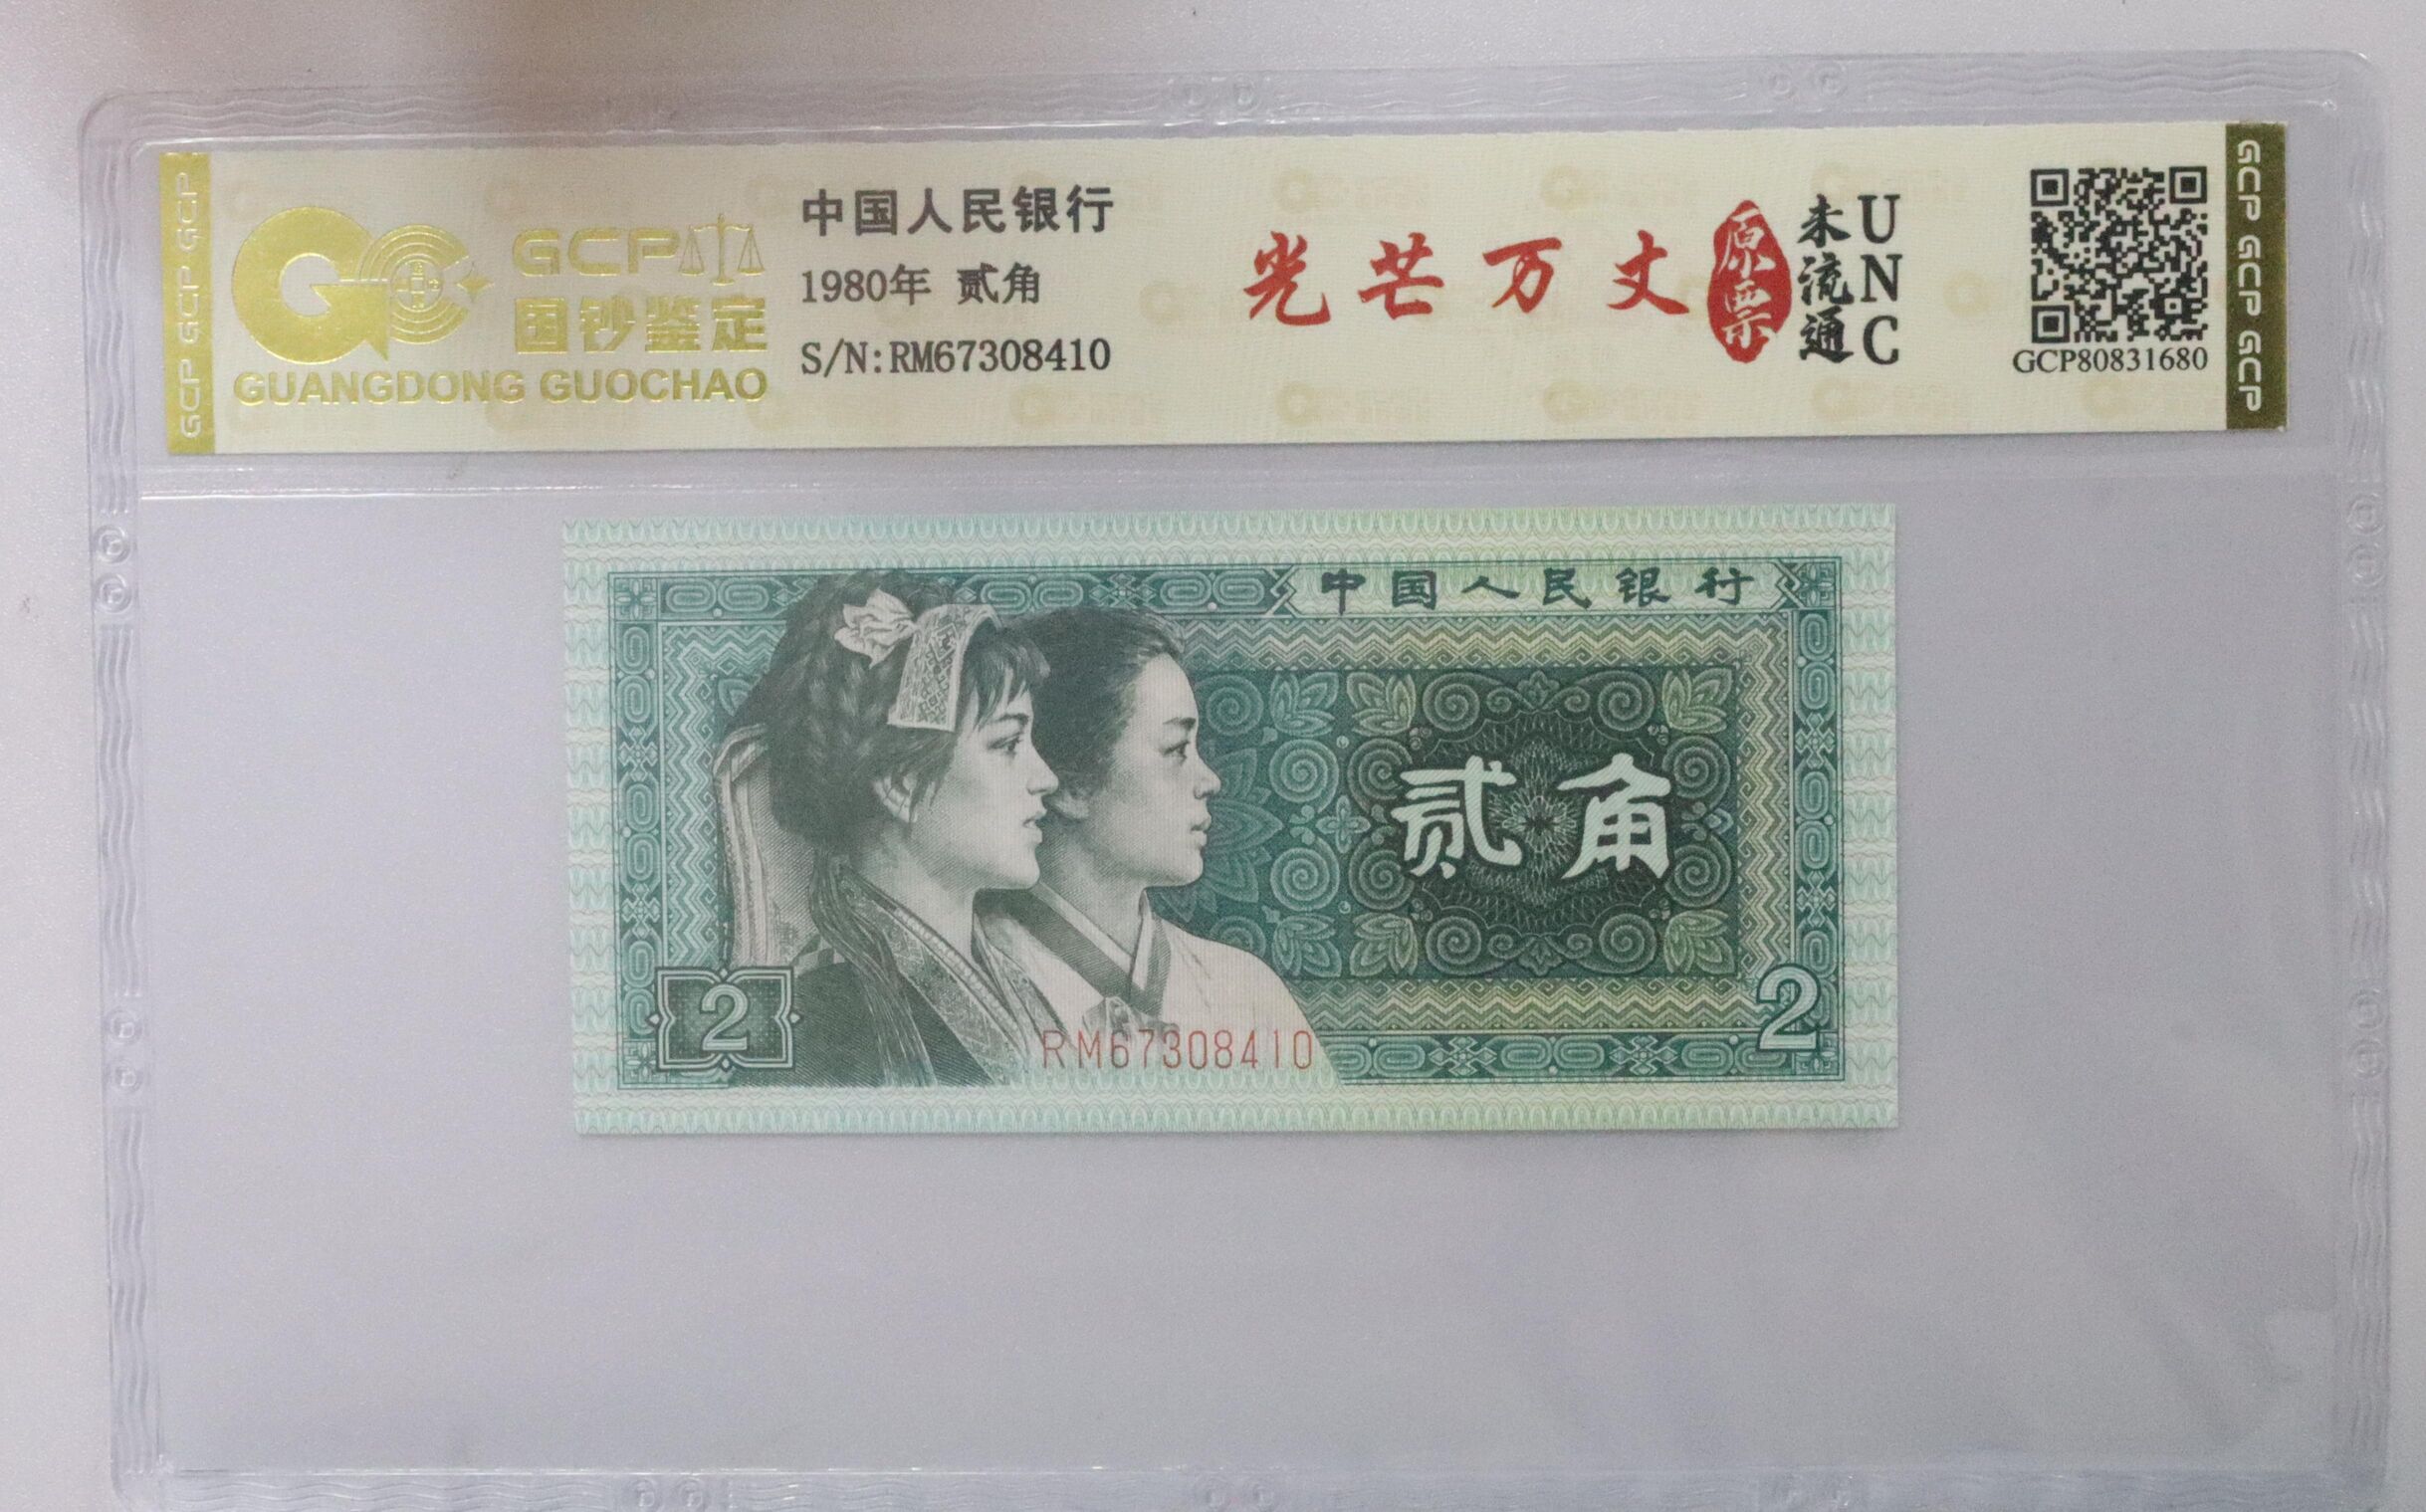 GCP GCP GCP
GCP
国钞鉴定
GUANGDONG GUOCHAO
中国人民银行
1980年 贰角
S/N:RM67308410
光芒万丈
原票
未流通
UNC
GCP80831680
GCP GCP GCP
中国人民银行
贰角
2
RM67308410
2